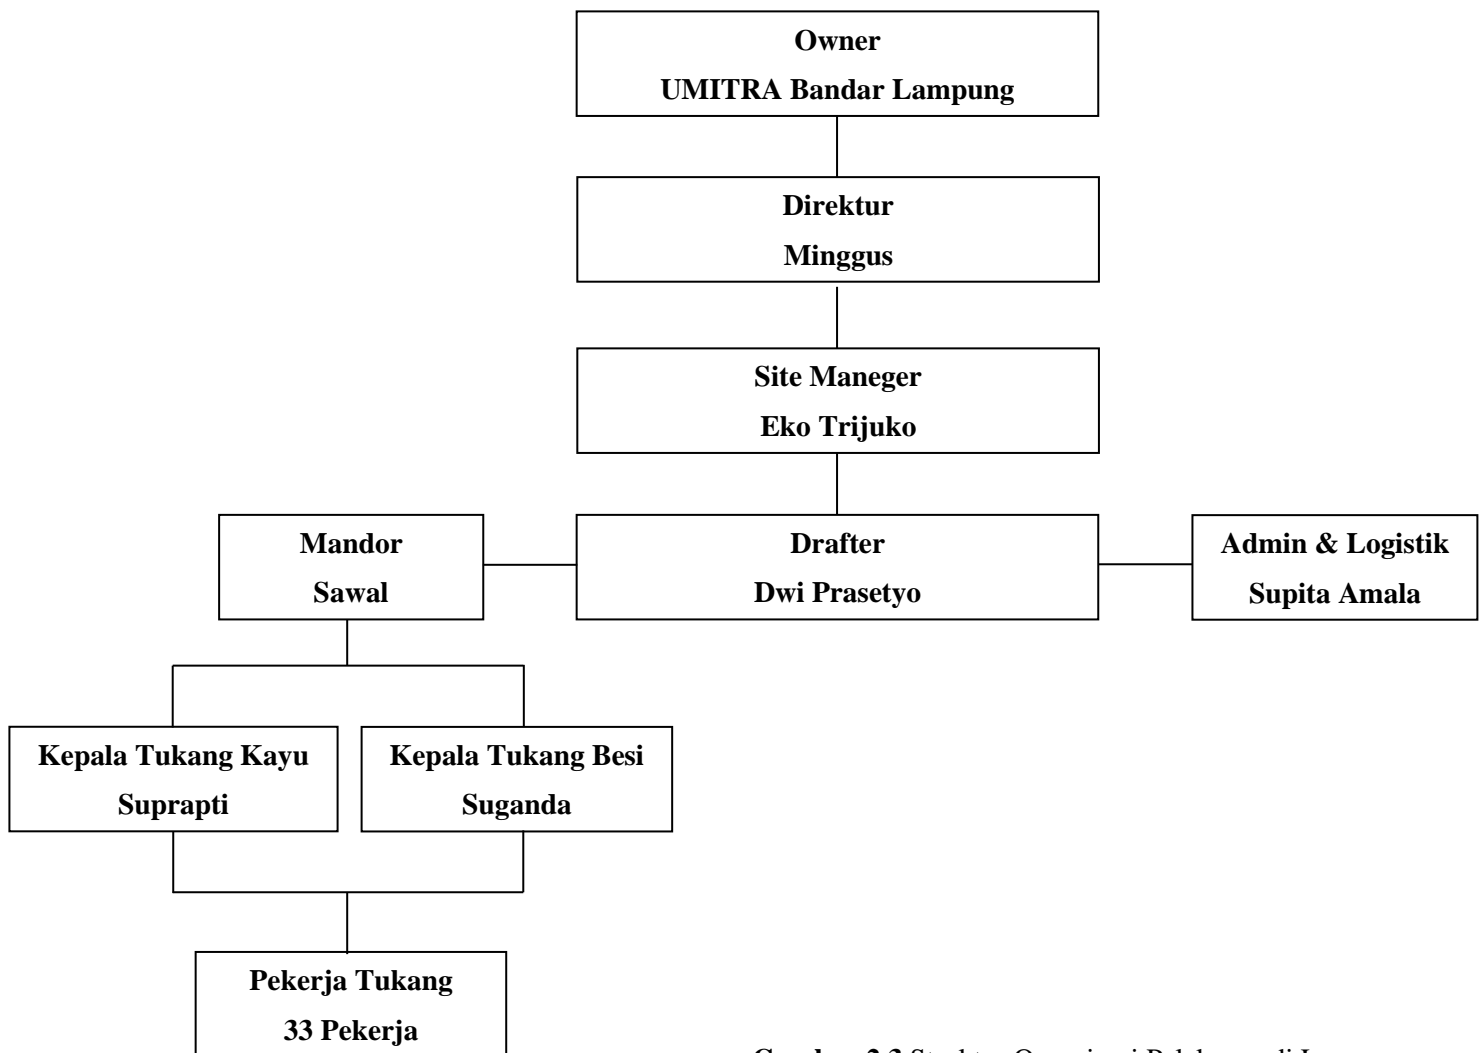 Owner
UMITRA Bandar Lampung
Direktur
Minggus
Site Maneger
Eko Trijuko
Mandor
Sawal
Drafter
Dwi Prasetyo
Admin & Logistik
Supita Amala
Kepala Tukang Kayu
Suprapti
Kepala Tukang Besi
Suganda
Pekerja Tukang
33 Pekerja